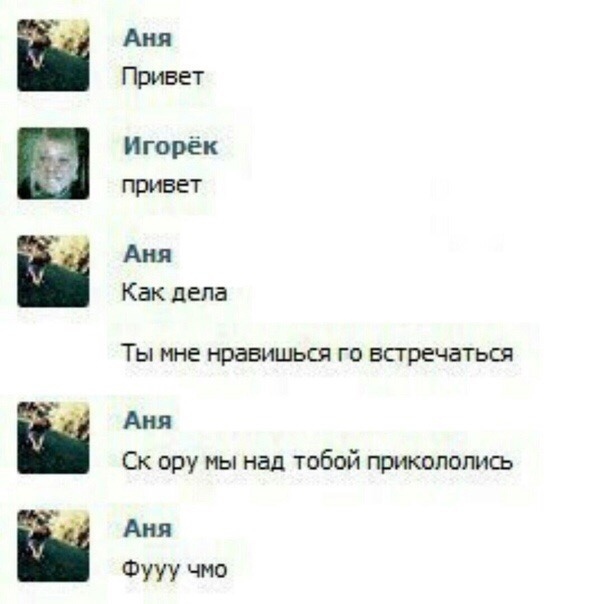 Аня
Привет
Игорёк
привет
Аня
Как дела
Ты мне нравишься го встречаться
Аня
Ск ору мы над тобой прикололись
Аня
Фууу чмо